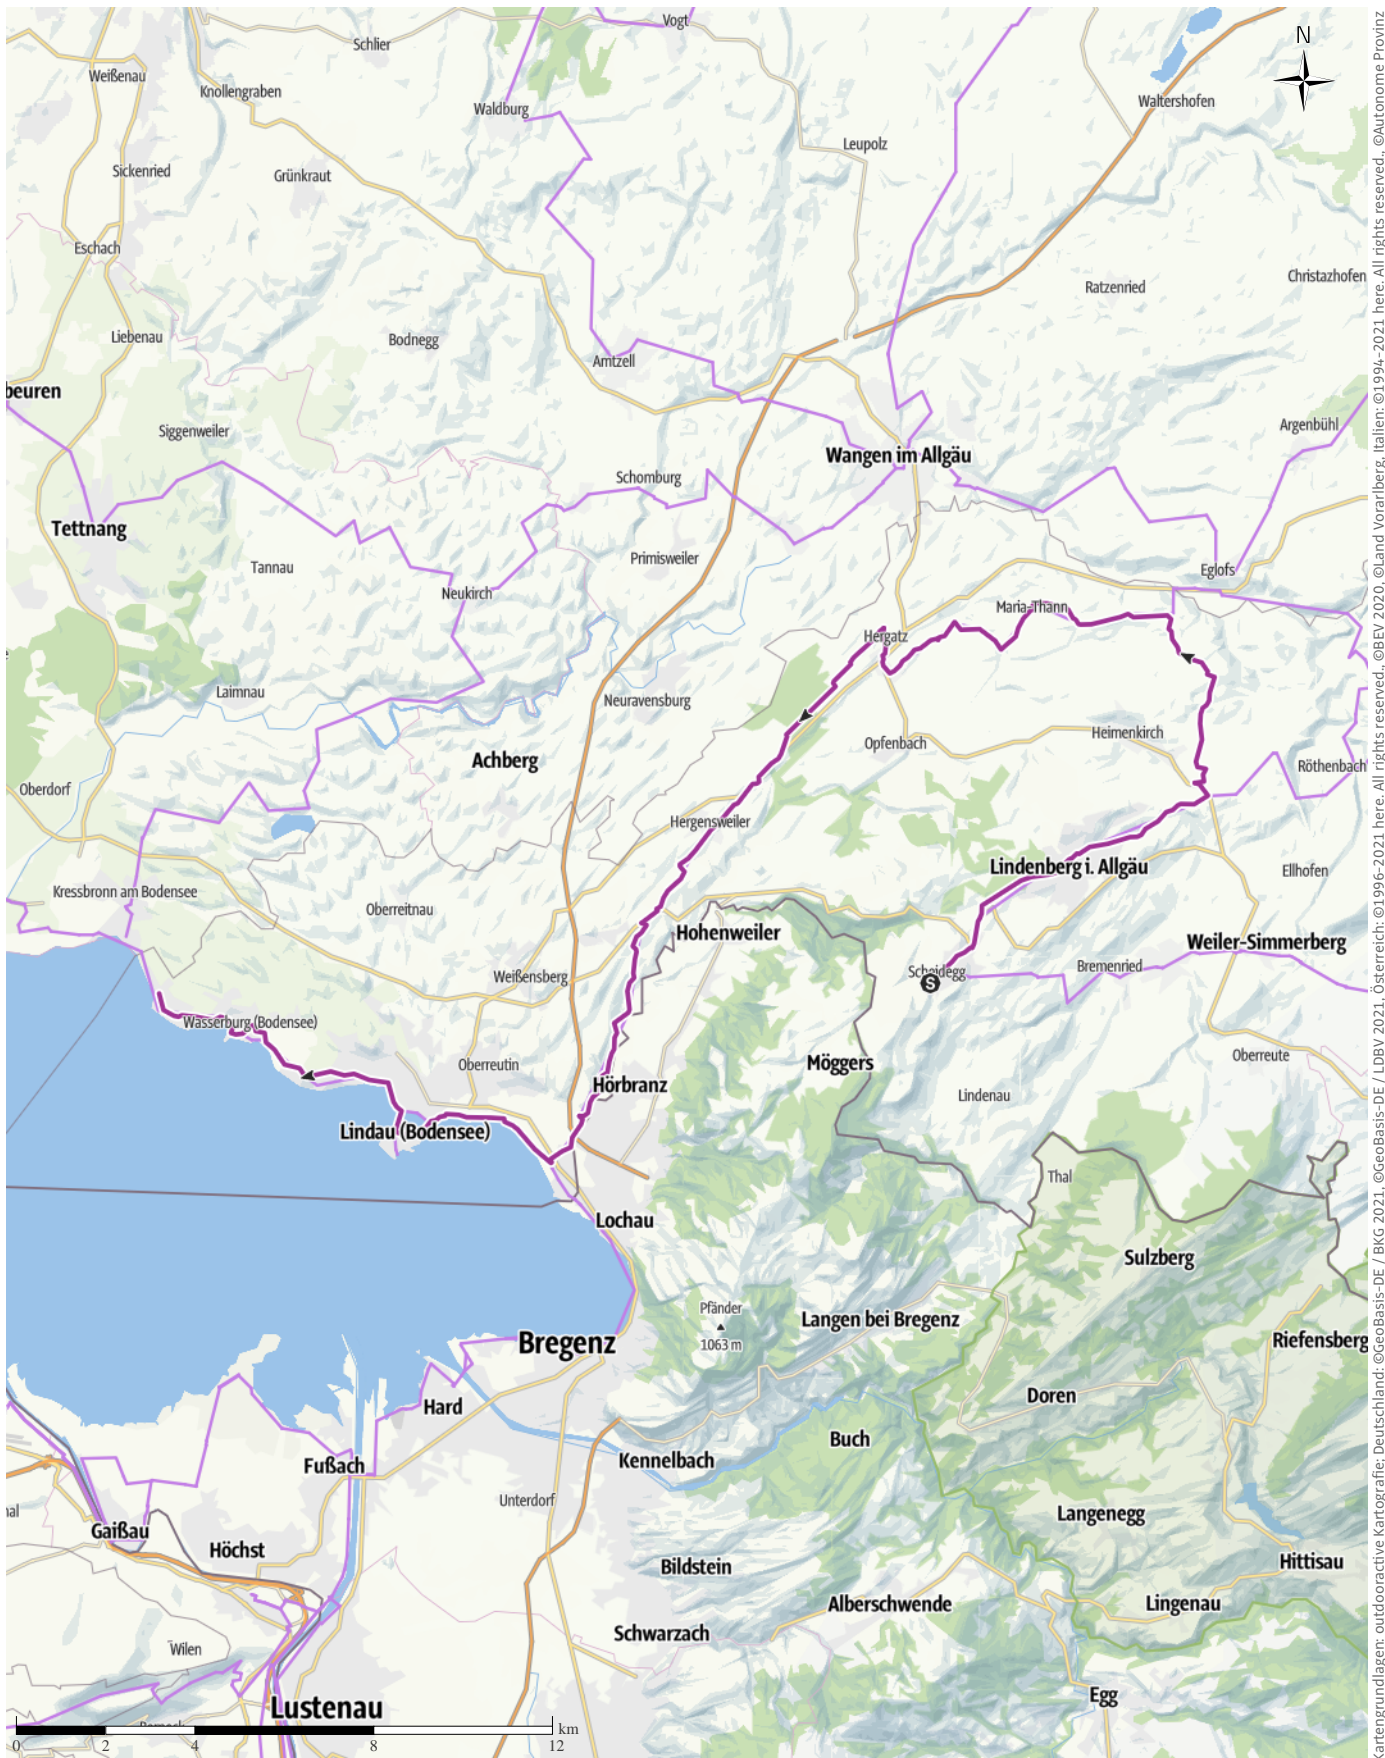 Vogt
Schlier
N
Weißenau
Knollengraben
Waldburg
Waltershofen
Leupolz
Sickenried
Grünkraut
Eschach
Christazhofen
Ratzenried
Liebenau
Bodnegg
Amtzell
beuren
Siggenweiler
Argenbühl
Wangen im Allgäu
Schomburg
Tettnang
Primisweiler
Tannau
Eglofs
Neukirch
Maria-Thann
Hergatz
Laimnau
Neuravensburg
Heimenkirch
Opfenbach
Achberg
Röthenbach
Oberdorf
Hergensweiler
Lindenberg i. Allgäu
Ellhofen
Kressbronn am Bodensee
Oberreitnau
Hohenweiler
Weiler-Simmerberg
Bremenried
Scheidegg
S
Weißensberg
Wasserburg (Bodensee)
Oberreute
Oberreutin
Möggers
Hörbranz
Lindenau
Lindau (Bodensee)
Thal
Lochau
Sulzberg
Pfänder
1063 m
Langen bei Bregenz
Bregenz
Riefensberg
Doren
Hard
Buch
Kennelbach
Fußach
Unterdorf
Langenegg
Gaißau
Höchst
Hittisau
Bildstein
Alberschwende
Lingenau
Schwarzach
Wilen
Egg
Lustenau
km
0 2 4 8 12
artengrundlagen: outdooractive Kartografie; Deutschland: ©GeoBasis-DE / BKG 2021, ©GeoBasis-DE / LDBV 2021, Österreich: ©1996-2021 here. All rights reserved., ©BEV 2020, ©Land Vorarlberg, Italien: ©1994-2021 here. All rights reserved., ©Autonome Provinz